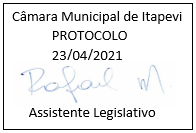 Câmara Municipal de Itapevi
PROTOCOLO
23/04/2021
Rafael M.
Assistente Legislativo